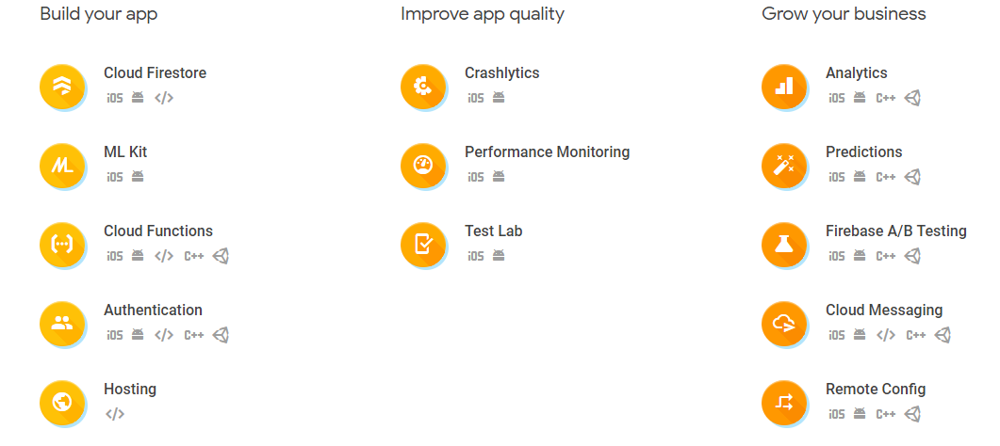 Build your app
Cloud Firestore
iOS </>
ML Kit
iOS
Cloud Functions
iOS </> C++
Authentication
iOS </> C++
Hosting
</>
Improve app quality
Crashlytics
iOS
Performance Monitoring
iOS
Test Lab
iOS
Grow your business
Analytics
iOS C++
Predictions
iOS C++
Firebase A/B Testing
iOS C++
Cloud Messaging
iOS </> C++
Remote Config
iOS C++